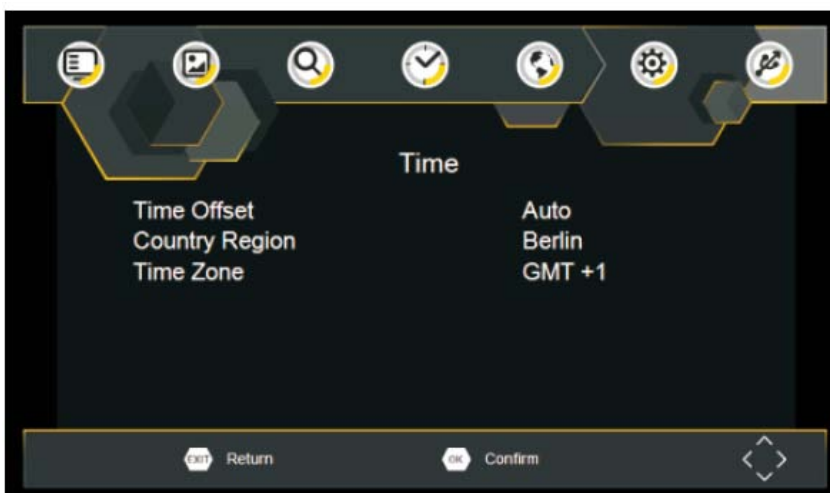 Time
Time Offset Auto
Country Region Berlin
Time Zone GMT +1
EXIT Return OK Confirm